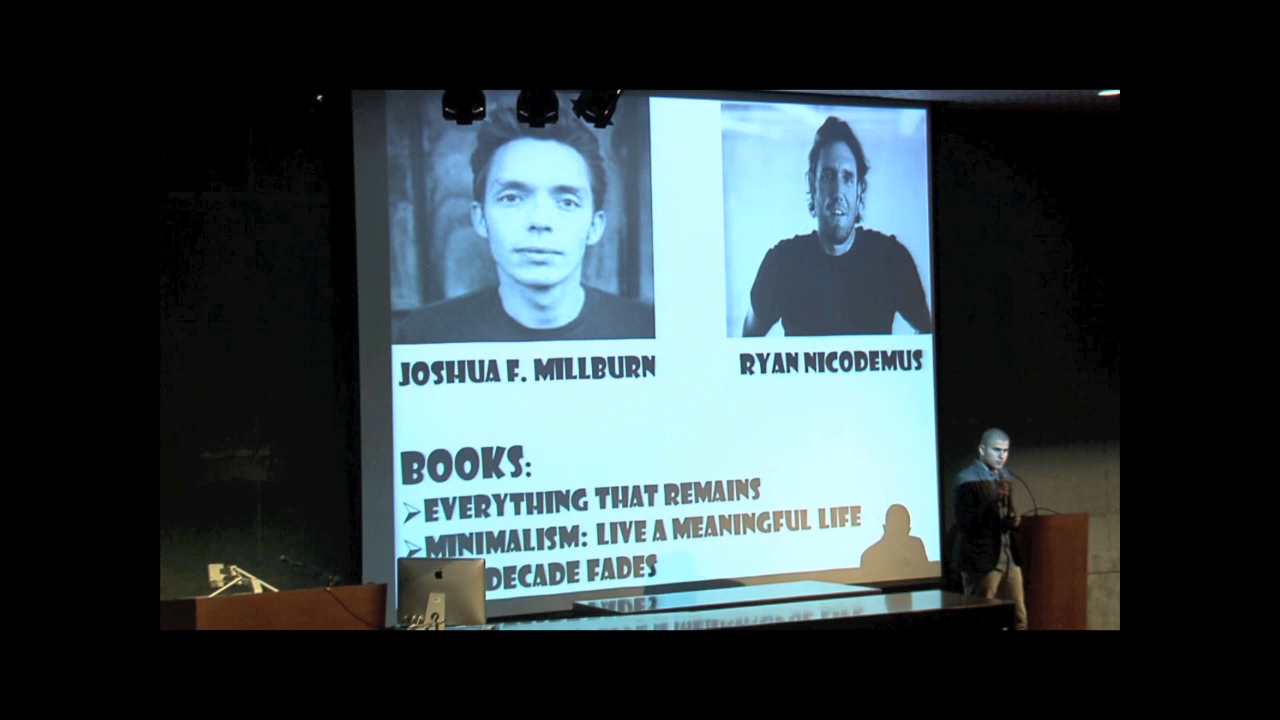 JOSHUA F. MILLBURN
RYAN NICODEMUS
BOOKS:
EVERYTHING THAT REMAINS
MINIMALISM: LIVE A MEANINGFUL LIFE
DECADE FADES